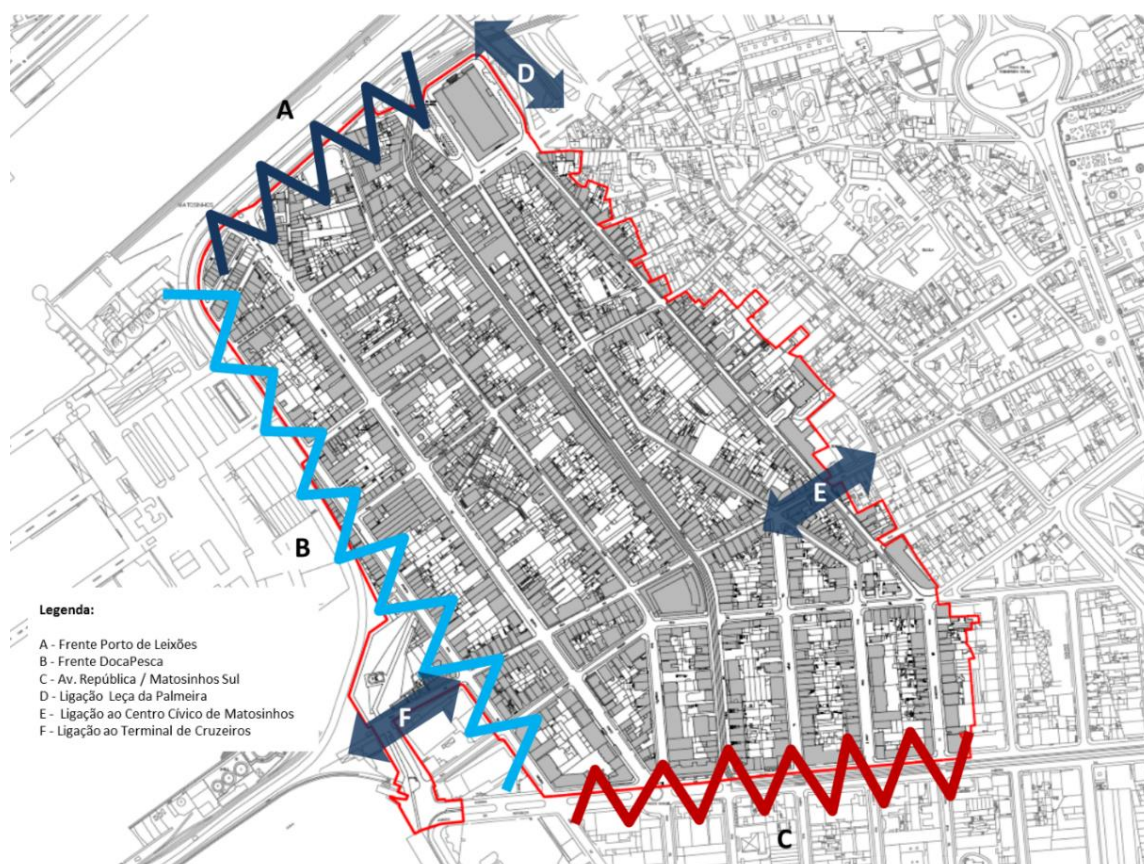 D
A
MATOSINHOS
E
B
Legenda:
A - Frente Porto de Leixões
B - Frente DocaPesca
C - Av. República / Matosinhos Sul
D - Ligação Leça da Palmeira
E - Ligação ao Centro Cívico de Matosinhos
F - Ligação ao Terminal de Cruzeiros
F
C